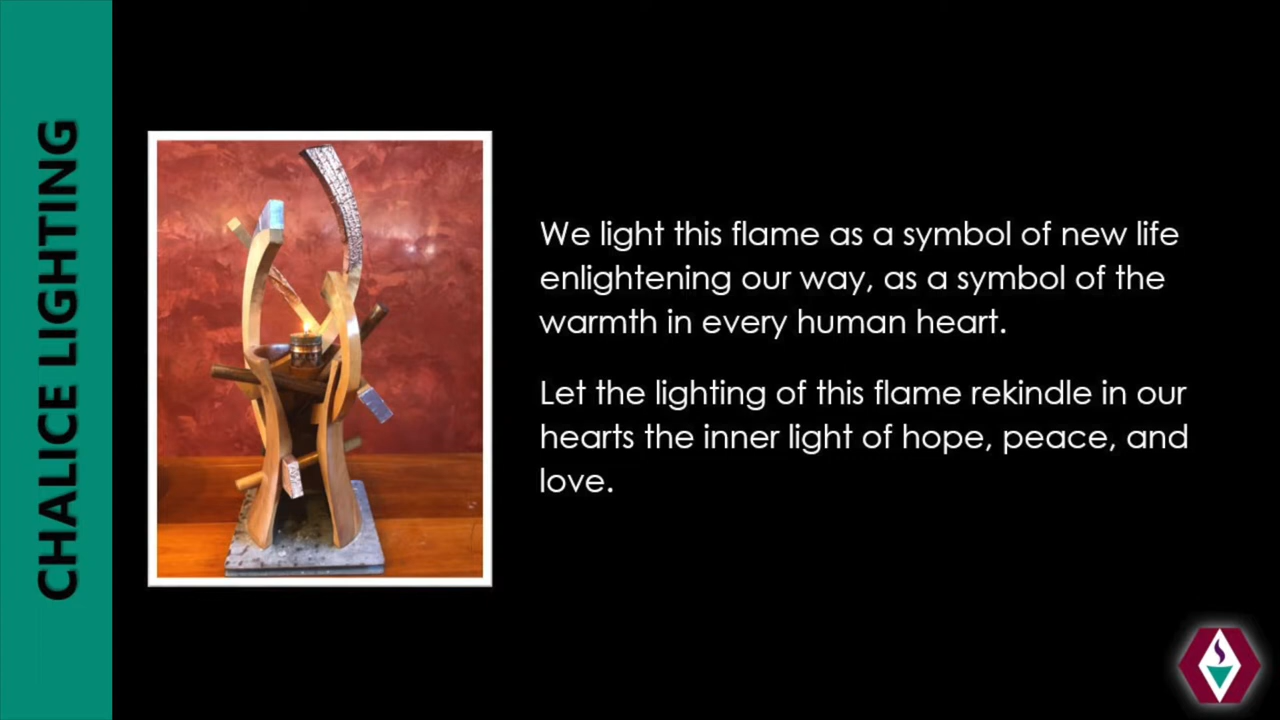 CHALICE LIGHTING
We light this flame as a symbol of new life
enlightening our way, as a symbol of the
warmth in every human heart.
Let the lighting of this flame rekindle in our
hearts the inner light of hope, peace, and
love.